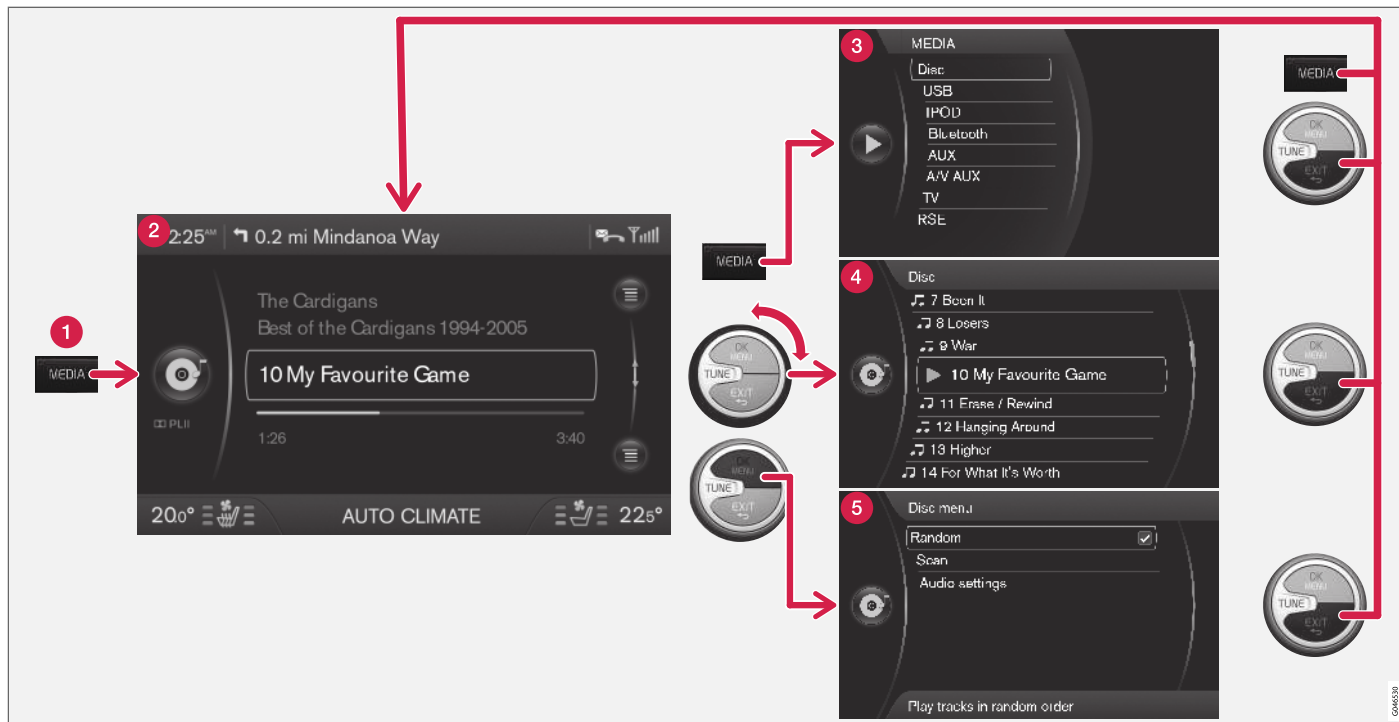 1
MEDIA
2
2:25AM 0.2 mi Mindanoa Way
The Cardigans
Best of the Cardigans 1994-2005
10 My Favourite Game
PLII
1:26 3:40
20.0° AUTO CLIMATE 22.5°
MEDIA
OK
MENU
TUNE
EXIT
OK
MENU
TUNE
EXIT
3
MEDIA
Disc
USB
IPOD
Bluetooth
AUX
A/V AUX
TV
RSE
4
Disc
7 Been It
8 Losers
9 War
10 My Favourite Game
11 Erase / Rewind
12 Hanging Around
13 Higher
14 For What It's Worth
5
Disc menu
Random
Scan
Audio settings
Play tracks in random order
MEDIA
OK
MENU
TUNE
EXIT
OK
MENU
TUNE
EXIT
OK
MENU
TUNE
EXIT
G046530